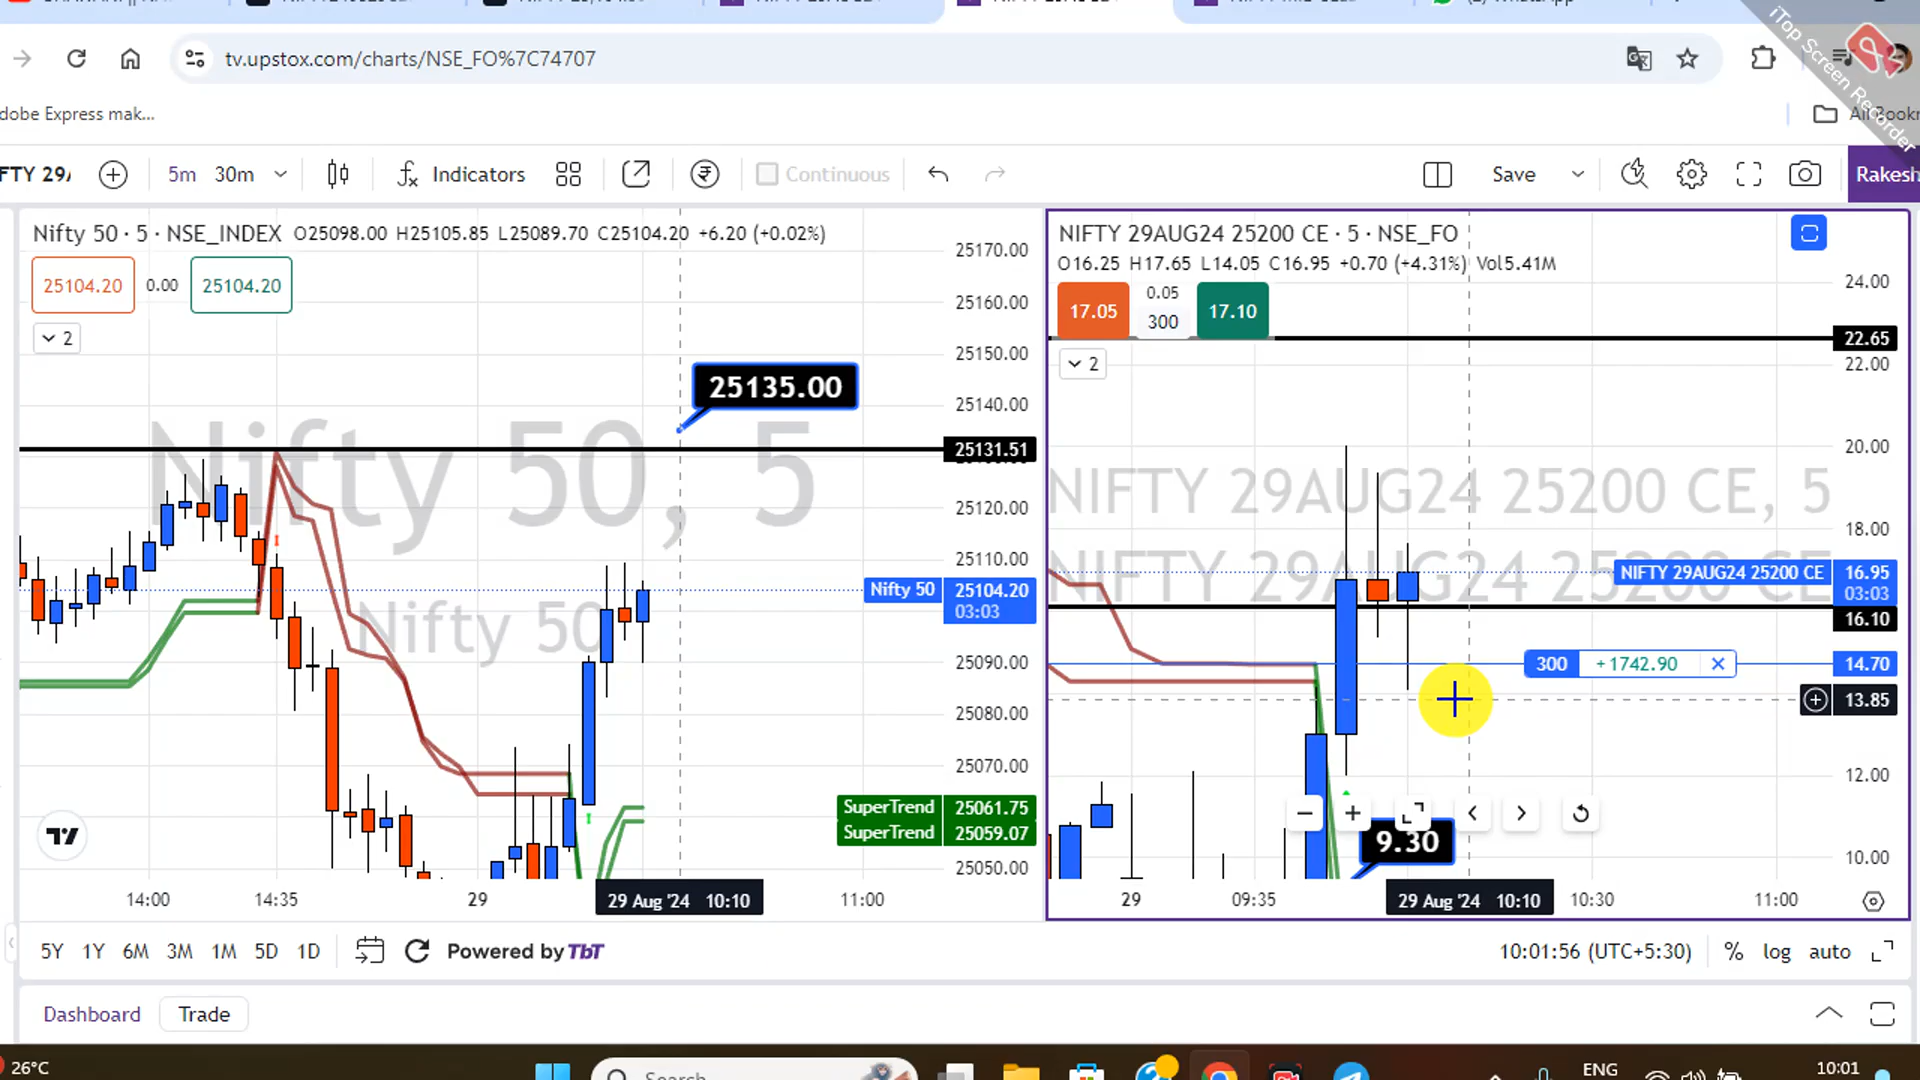 tv.upstox.com/charts/NSE_FO%7C74707
iTop Screen Recorder
dobe Express mak...
5m 30m Indicators Continuous Save Rakesh
Nifty 50 · 5 · NSE_INDEX O25098.00 H25105.85 L25089.70 C25104.20 +6.20 (+0.02%)
25104.20 0.00 25104.20
2
25135.00
Nifty 50, 5
Nifty 50
25170.00
25160.00
25150.00
25140.00
25131.51
25120.00
25110.00
Nifty 50 25104.20
03:03
25090.00
25080.00
25070.00
SuperTrend 25061.75
SuperTrend 25059.07
25050.00
14:00 14:35 29 29 Aug '24 10:10 11:00
NIFTY 29AUG24 25200 CE · 5 · NSE_FO
O16.25 H17.65 L14.05 C16.95 +0.70 (+4.31%) Vol5.41M
17.05 0.05 300 17.10
2
NIFTY 29AUG24 25200 CE, 5
NIFTY 29AUG24 25200 CE
24.00
22.65
22.00
20.00
18.00
NIFTY 29AUG24 25200 CE 16.95
03:03
16.10
300 +1742.90 14.70
13.85
12.00
9.30
10.00
29 09:35 29 Aug '24 10:10 10:30 11:00
5Y 1Y 6M 3M 1M 5D 1D Powered by TbT 10:01:56 (UTC+5:30) % log auto
Dashboard Trade
26°C Search ENG 10:01